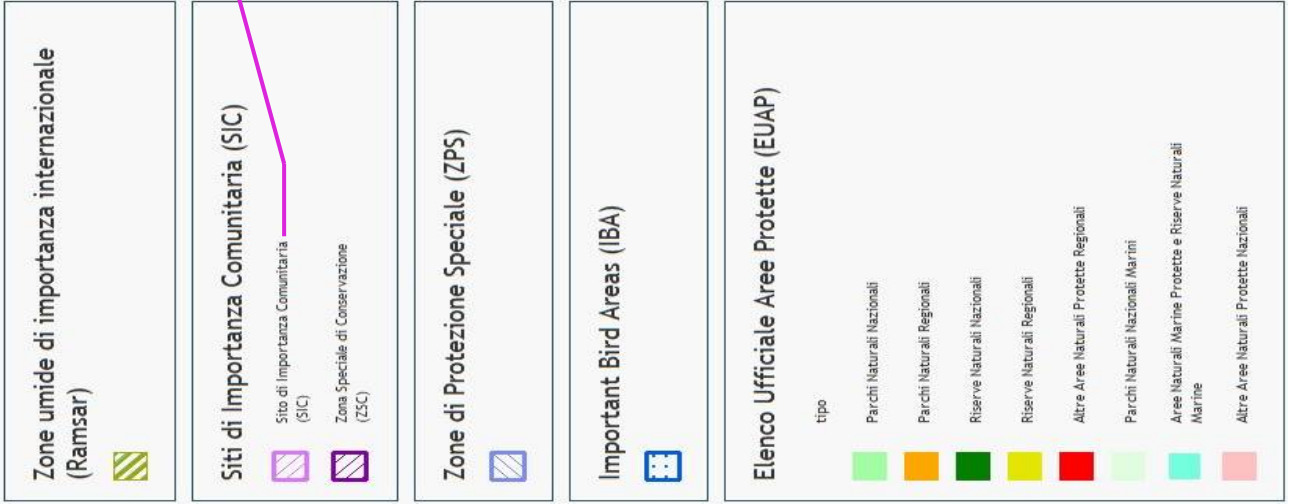 Zone umide di importanza internazionale
(Ramsar)
Siti di Importanza Comunitaria (SIC)
Sito di Importanza Comunitaria
(SIC)
Zona Speciale di Conservazione
(ZSC)
Zone di Protezione Speciale (ZPS)
Important Bird Areas (IBA)
Elenco Ufficiale Aree Protette (EUAP)
tipo
Parchi Naturali Nazionali
Parchi Naturali Regionali
Riserve Naturali Nazionali
Riserve Naturali Regionali
Altre Aree Naturali Protette Regionali
Parchi Naturali Nazionali Marini
Aree Naturali Marine Protette e Riserve Naturali
Marine
Altre Aree Naturali Protette Nazionali